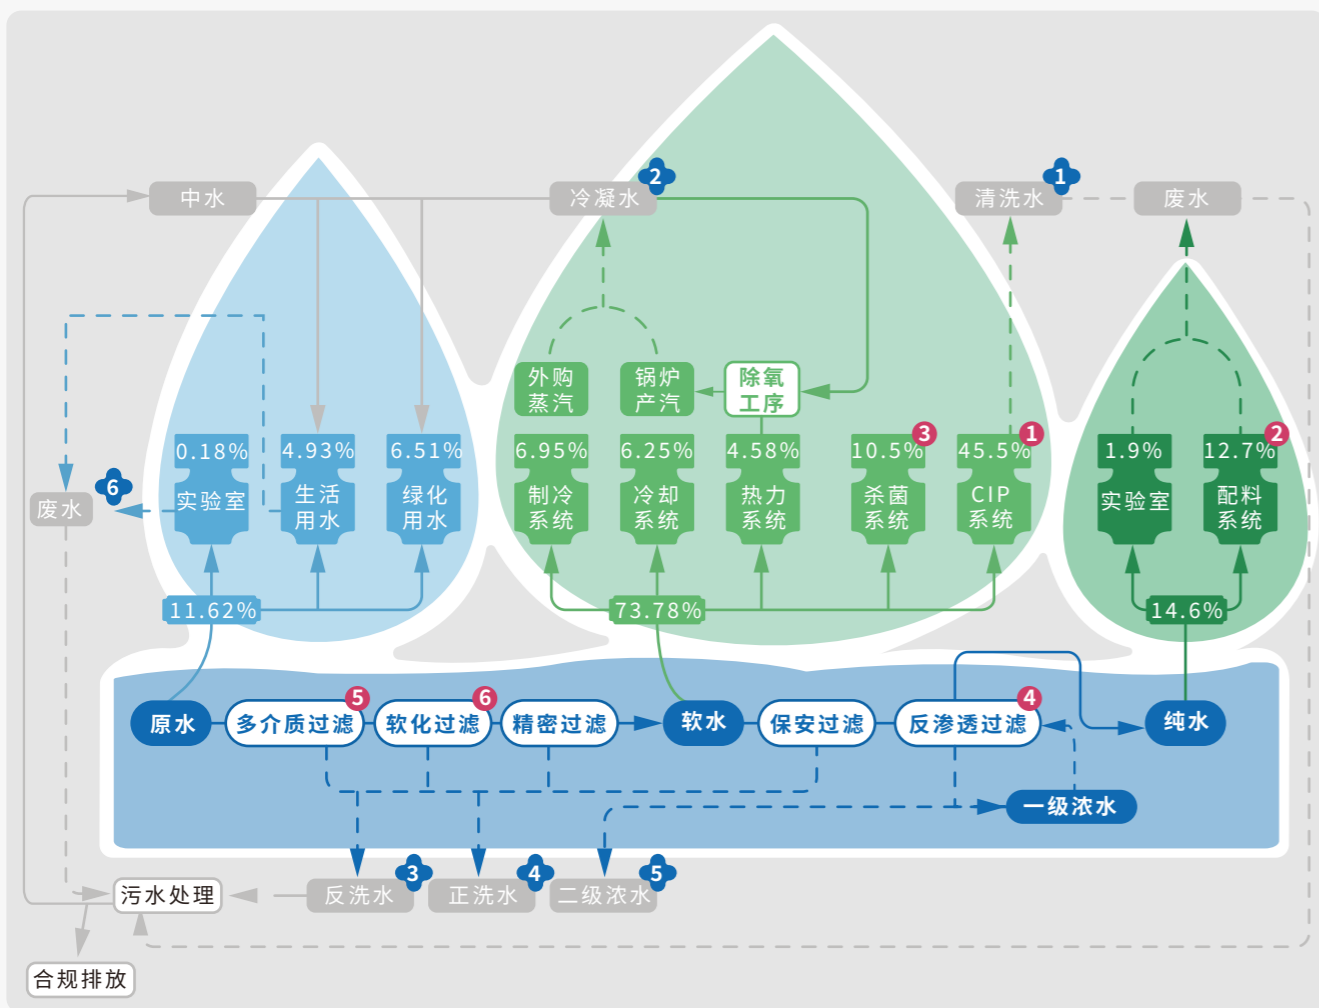 中水
冷凝水
2
清洗水
1
废水
外购
蒸汽
锅炉
产汽
除氧
工序
0.18%
实验室
4.93%
生活
用水
6.51%
绿化
用水
6.95%
制冷
系统
6.25%
冷却
系统
4.58%
热力
系统
10.5%
3
杀菌
系统
45.5%
1
CIP
系统
1.9%
实验室
12.7%
2
配料
系统
废水
6
11.62%
73.78%
14.6%
原水
多介质过滤
5
软化过滤
6
精密过滤
软水
保安过滤
反渗透过滤
4
纯水
一级浓水
污水处理
反洗水
3
正洗水
4
二级浓水
5
合规排放